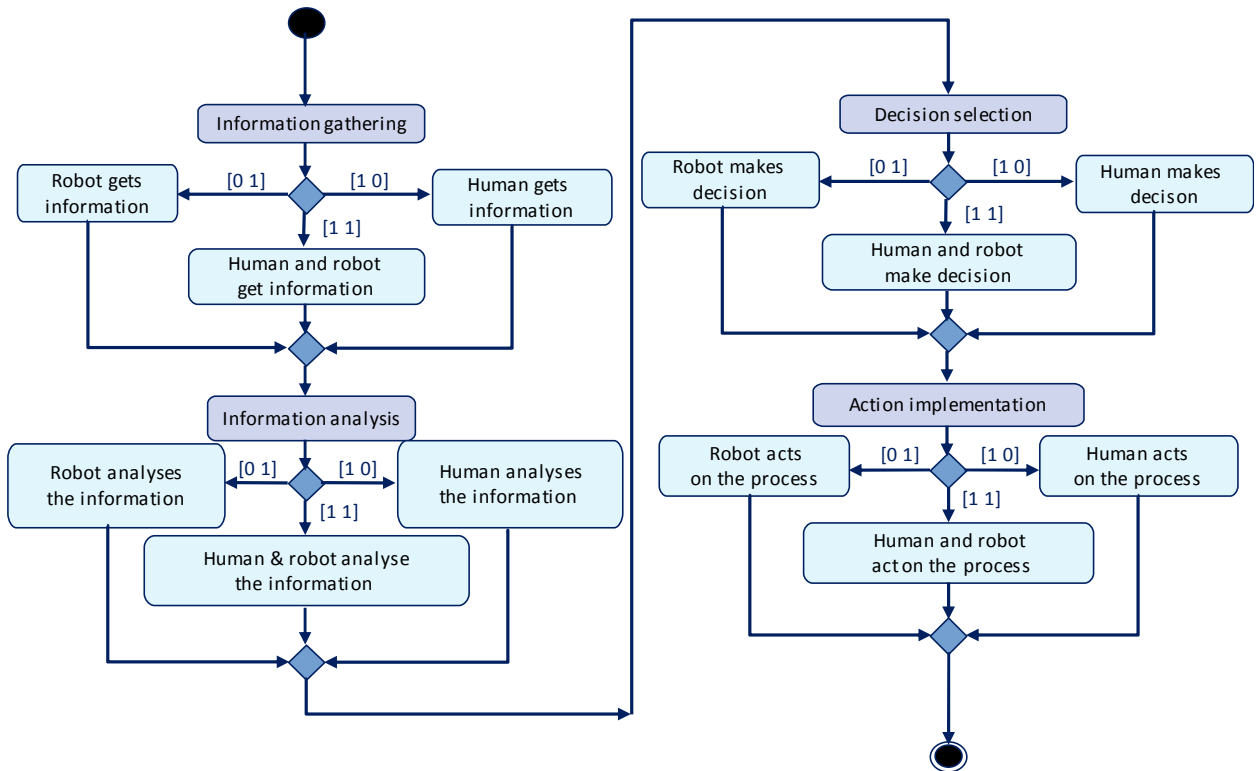 Information gathering
[0 1]
[1 0]
Robot gets
information
Human gets
information
[1 1]
Human and robot
get information
Information analysis
[0 1]
[1 0]
Robot analyses
the information
Human analyses
the information
[1 1]
Human & robot analyse
the information
Decision selection
[0 1]
[1 0]
Robot makes
decision
Human makes
decison
[1 1]
Human and robot
make decision
Action implementation
[0 1]
[1 0]
Robot acts
on the process
Human acts
on the process
[1 1]
Human and robot
act on the process